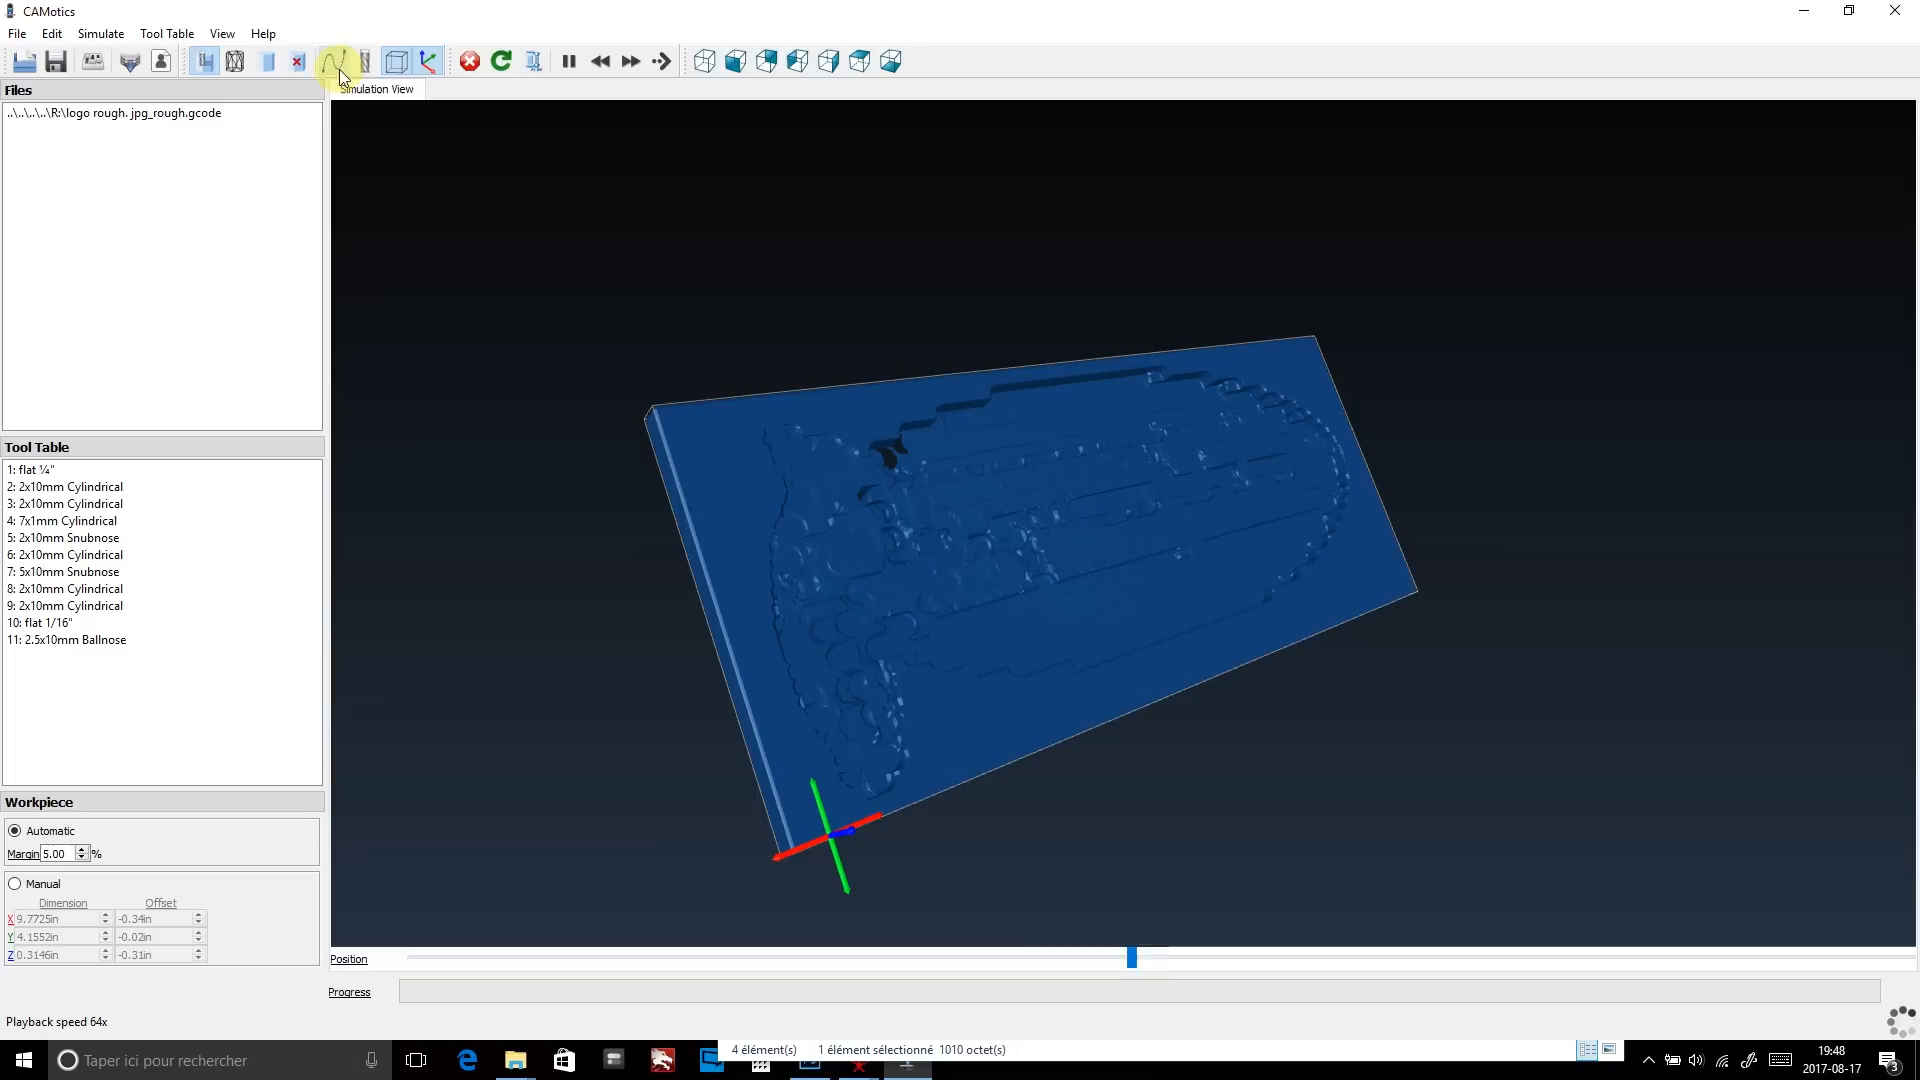 CAMotics
File Edit Simulate Tool Table View Help
Files
Simulation View
..\..\..\..\R:\logo rough. jpg_rough.gcode
Tool Table
1: flat ¼"
2: 2x10mm Cylindrical
3: 2x10mm Cylindrical
4: 7x1mm Cylindrical
5: 2x10mm Snubnose
6: 2x10mm Cylindrical
7: 5x10mm Snubnose
8: 2x10mm Cylindrical
9: 2x10mm Cylindrical
10: flat 1/16"
11: 2.5x10mm Ballnose
Workpiece
Automatic
Margin 5.00 %
Manual
Dimension Offset
X 9.7725in -0.34in
Y 4.1552in -0.02in
Z 0.3146in -0.31in
Position
Progress
Playback speed 64x
Taper ici pour rechercher
4 élément(s) 1 élément sélectionné 1010 octet(s)
19:48
2017-08-17
3